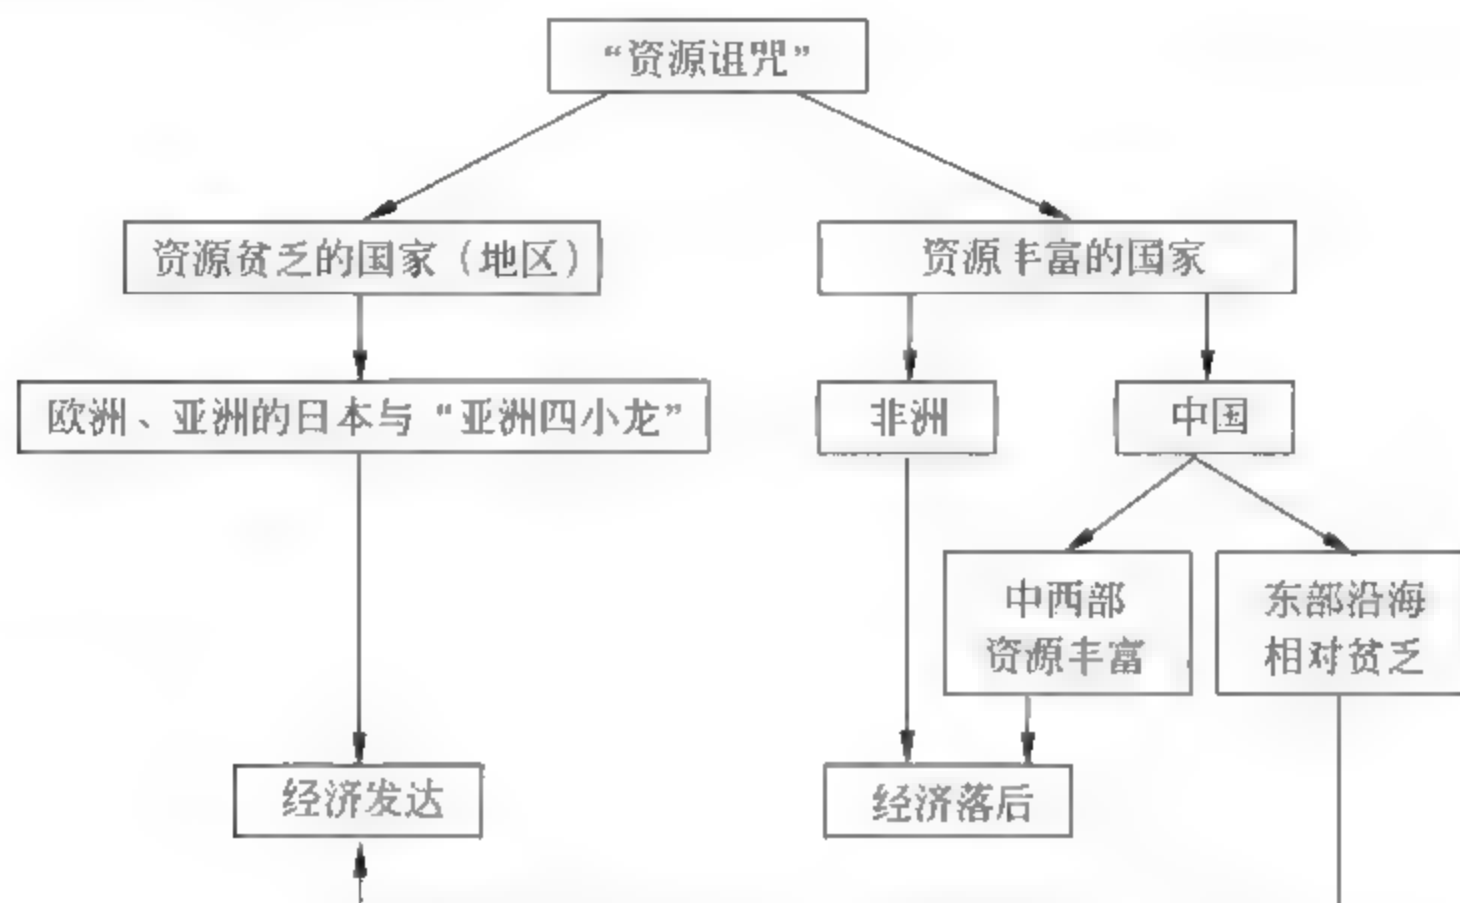 “资源诅咒”
资源贫乏的国家（地区）
资源丰富的国家
欧洲、亚洲的日本与“亚洲四小龙”
非洲
中国
中西部
资源丰富
东部沿海
相对贫乏
经济发达
经济落后